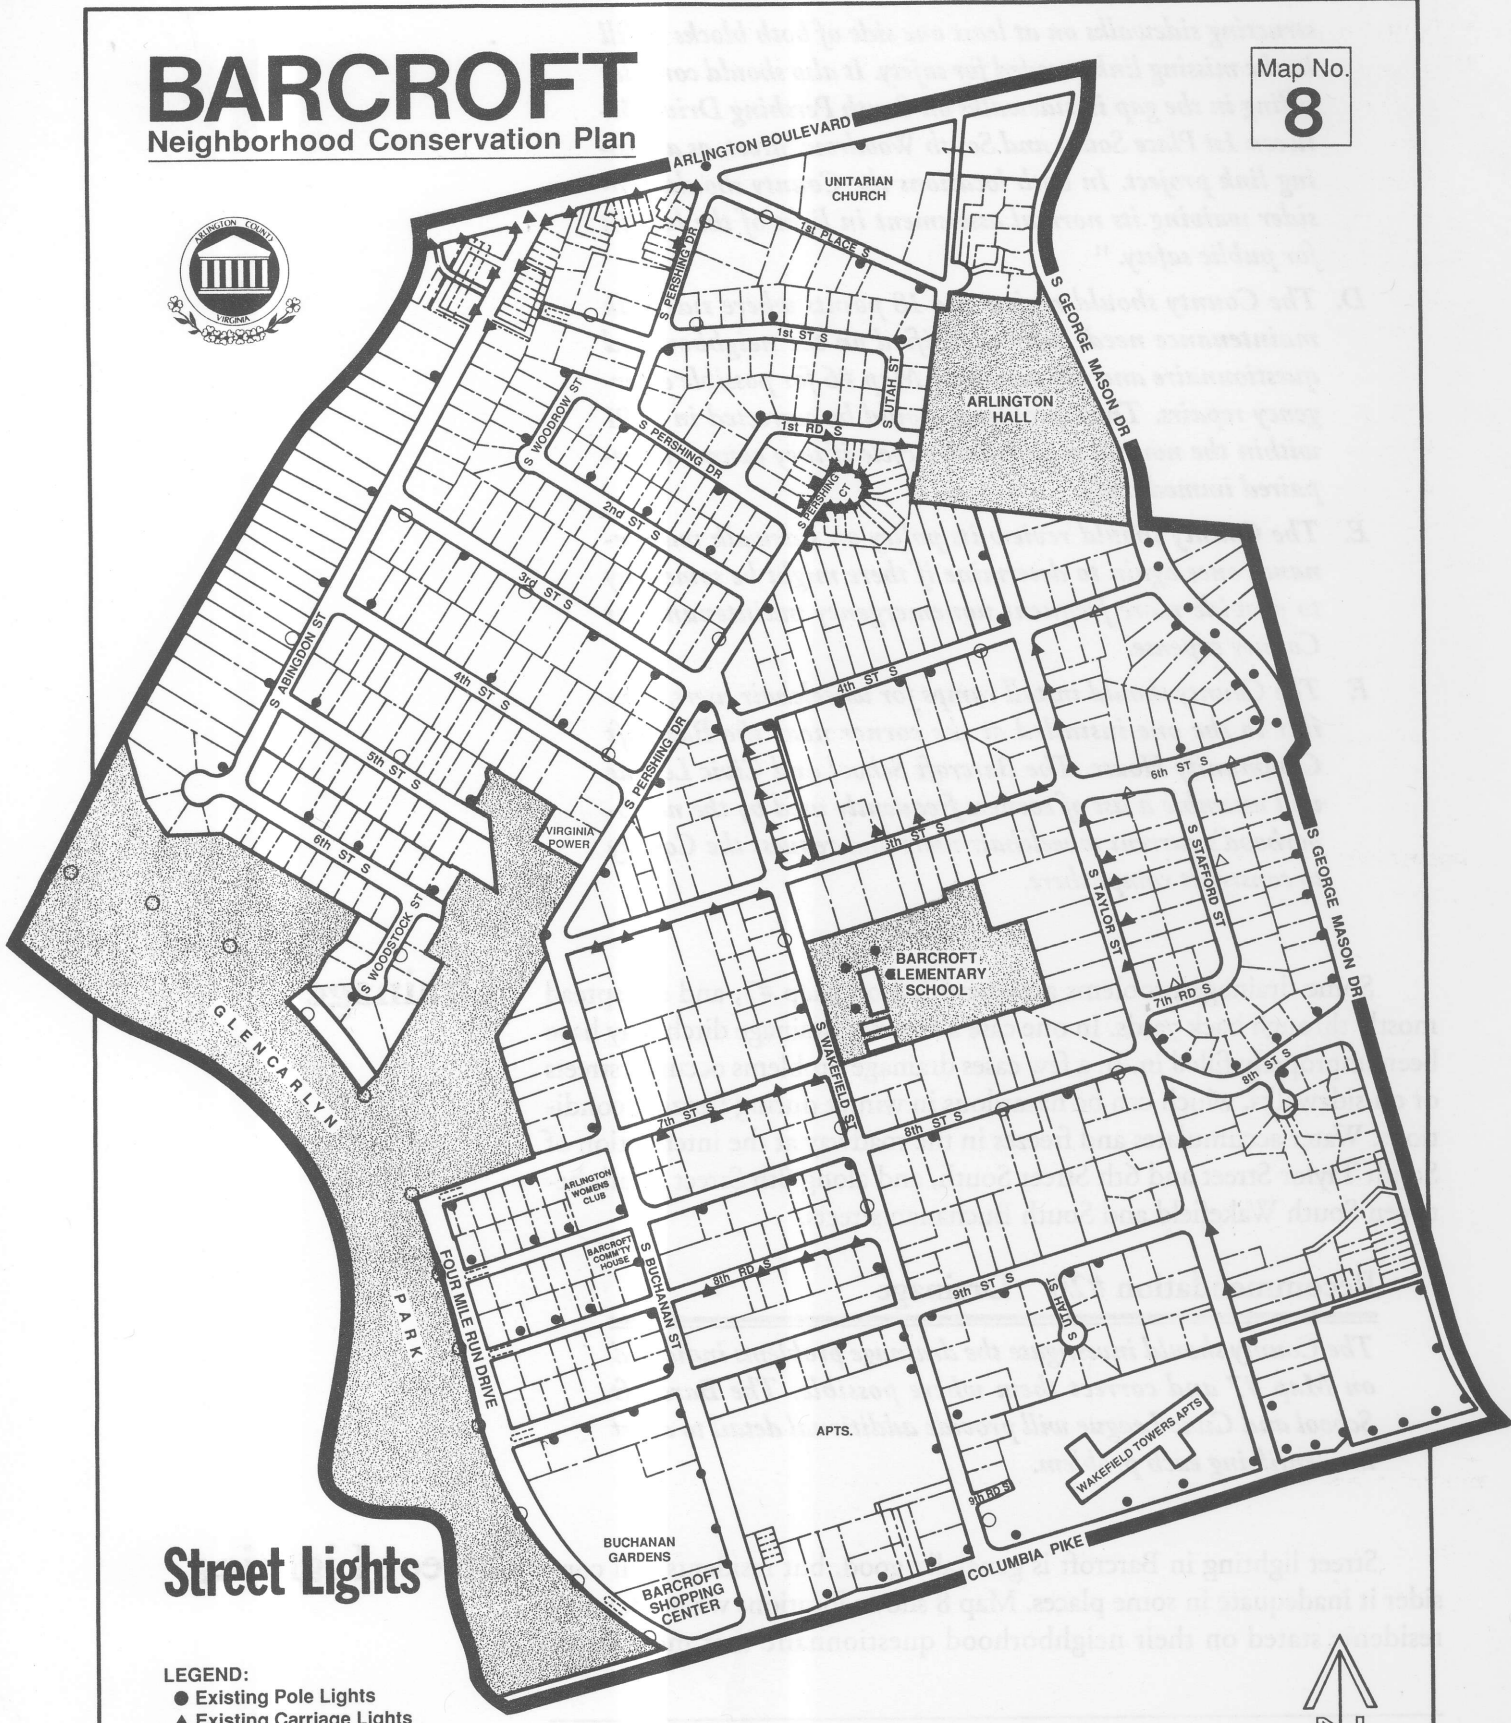 BARCROFT
Neighborhood Conservation Plan
Map No.
8
ARLINGTON COUNTY
VIRGINIA
ARLINGTON BOULEVARD
UNITARIAN
CHURCH
1st PLACE S
S PERSHING DR
S GEORGE MASON DR
1st ST S
S UTAH ST
ARLINGTON
HALL
S WOODROW ST
S PERSHING DR
1st RD S
S PERSHING
CT
2nd ST S
3rd ST S
S ABINGDON ST
4th ST S
4th ST S
S PERSHING DR
5th ST S
6th ST S
VIRGINIA
POWER
6th ST S
5th ST S
S STAFFORD ST
S TAYLOR ST
S GEORGE MASON DR
S WOODSTOCK ST
BARCROFT
ELEMENTARY
SCHOOL
7th RD S
GLENCARLYN
S WAKEFIELD ST
8th ST S
7th ST S
8th ST S
ARLINGTON
WOMENS
CLUB
BARCROFT
COMM'TY
HOUSE
S BUCHANAN ST
8th RD S
9th ST S
S UTAH ST
PARK
FOUR MILE RUN DRIVE
APTS.
WAKEFIELD TOWERS APTS
9th RD S
BUCHANAN
GARDENS
COLUMBIA PIKE
BARCROFT
SHOPPING
CENTER
Street Lights
LEGEND:
● Existing Pole Lights
▲ Existing Carriage Lights